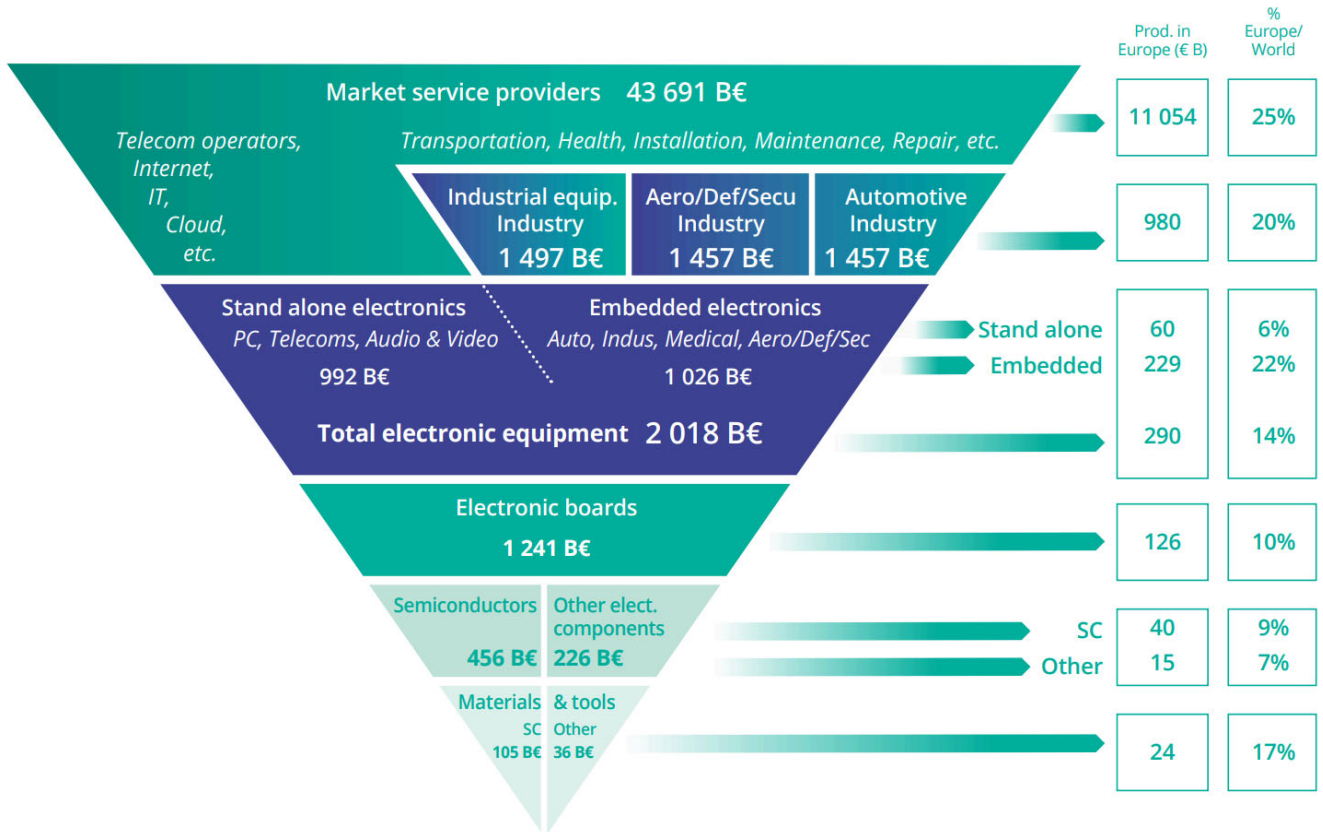 Prod. in
Europe (€ B)
%
Europe/
World
Market service providers 43 691 B€
Telecom operators,
Internet,
IT,
Cloud,
etc.
Transportation, Health, Installation, Maintenance, Repair, etc.
11 054
25%
Industrial equip.
Industry
1 497 B€
Aero/Def/Secu
Industry
1 457 B€
Automotive
Industry
1 457 B€
980
20%
Stand alone electronics
PC, Telecoms, Audio & Video
992 B€
Embedded electronics
Auto, Indus, Medical, Aero/Def/Sec
1 026 B€
Stand alone 60 6%
Embedded 229 22%
Total electronic equipment 2 018 B€
290 14%
Electronic boards
1 241 B€
126 10%
Semiconductors
456 B€
Other elect.
components
226 B€
SC 40 9%
Other 15 7%
Materials & tools
SC Other
105 B€ 36 B€
24 17%